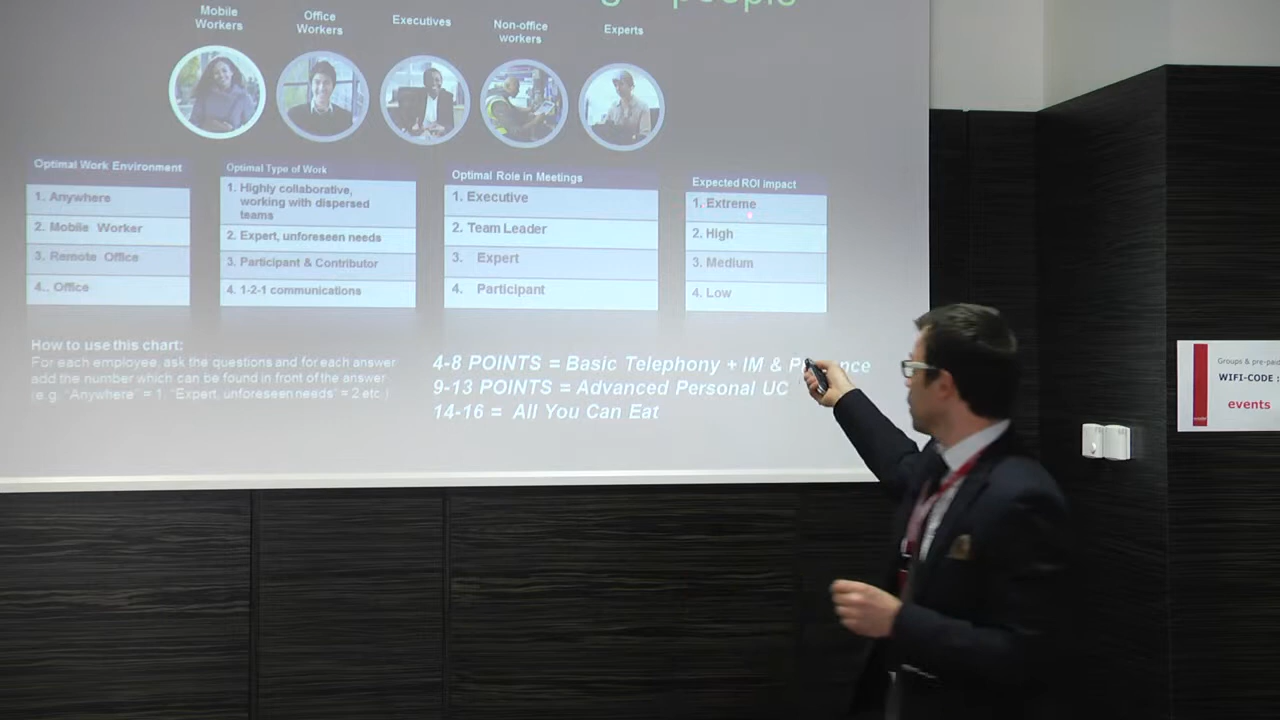 people
Mobile
Workers
Office
Workers
Executives
Non-office
workers
Experts
Optimal Work Environment
1. Anywhere
2. Mobile Worker
3. Remote Office
4.. Office
Optimal Type of Work
1. Highly collaborative,
working with dispersed
teams
2. Expert, unforeseen needs
3. Participant & Contributor
4. 1-2-1 communications
Optimal Role in Meetings
1. Executive
2. Team Leader
3. Expert
4. Participant
Expected ROI impact
1. Extreme
2. High
3. Medium
4. Low
How to use this chart:
For each employee, ask the questions and for each answer
add the number which can be found in front of the answer
(e.g. "Anywhere" = 1, "Expert, unforeseen needs" = 2 etc.)
4-8 POINTS = Basic Telephony + IM &
9-13 POINTS = Advanced Personal UC
14-16 = All You Can Eat
Groups & pre-paid
WIFI-CODE :
events